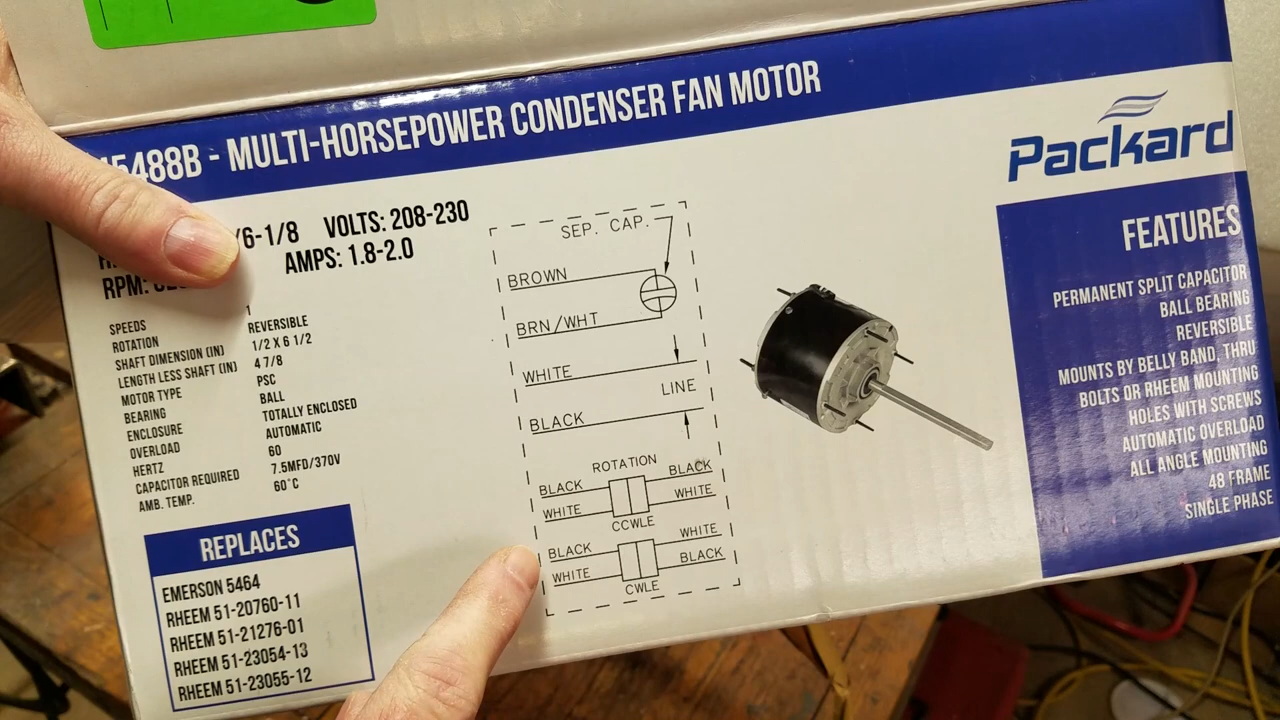 5488B - MULTI-HORSEPOWER CONDENSER FAN MOTOR
Packard
/6-1/8 VOLTS: 208-230
AMPS: 1.8-2.0
RPM:
SPEEDS 1
ROTATION REVERSIBLE
SHAFT DIMENSION (IN) 1/2 X 6 1/2
LENGTH LESS SHAFT (IN) 4 7/8
MOTOR TYPE PSC
BEARING BALL
ENCLOSURE TOTALLY ENCLOSED
OVERLOAD AUTOMATIC
HERTZ 60
CAPACITOR REQUIRED 7.5MFD/370V
AMB. TEMP. 60°C
REPLACES
EMERSON 5464
RHEEM 51-20760-11
RHEEM 51-21276-01
RHEEM 51-23054-13
RHEEM 51-23055-12
SEP. CAP.
BROWN
BRN/WHT
WHITE
LINE
BLACK
ROTATION
BLACK BLACK
WHITE WHITE
CCWLE
BLACK WHITE
WHITE BLACK
CWLE
FEATURES
PERMANENT SPLIT CAPACITOR
BALL BEARING
REVERSIBLE
MOUNTS BY BELLY BAND, THRU
BOLTS OR RHEEM MOUNTING
HOLES WITH SCREWS
AUTOMATIC OVERLOAD
ALL ANGLE MOUNTING
48 FRAME
SINGLE PHASE